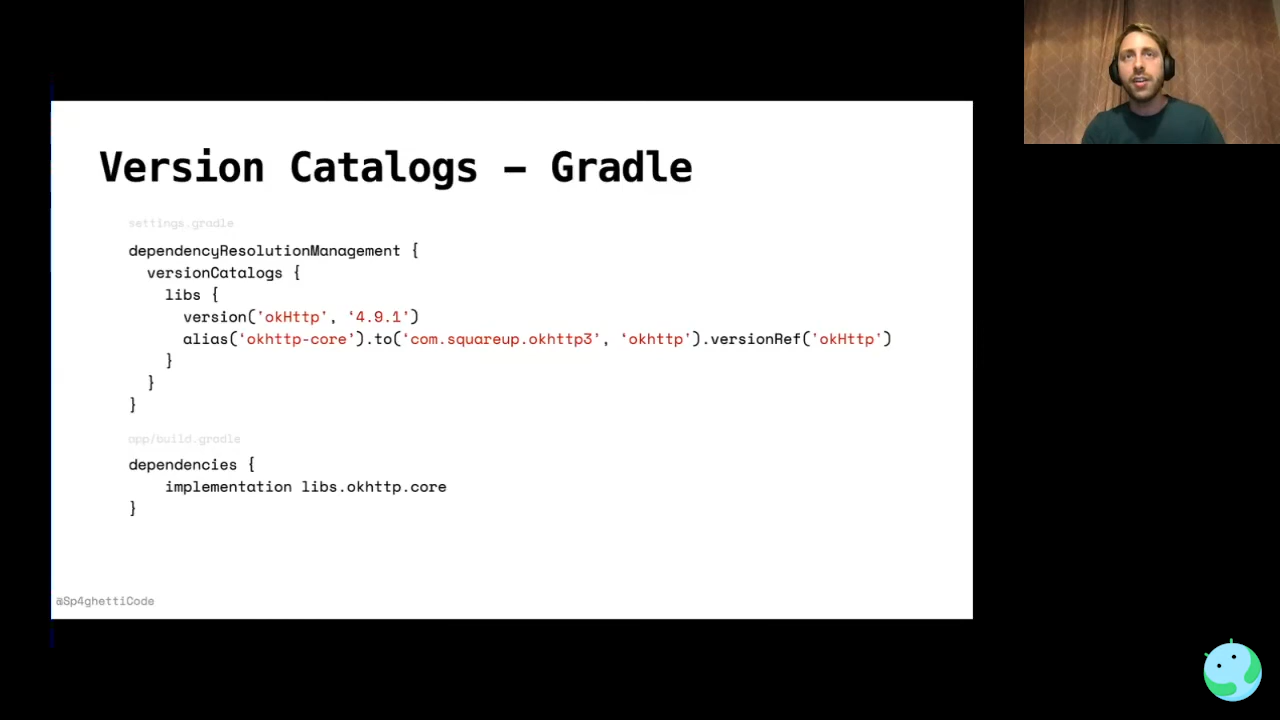 Version Catalogs – Gradle
settings.gradle
dependencyResolutionManagement {
  versionCatalogs {
    libs {
      version('okHttp', ‘4.9.1’)
      alias(‘okhttp-core’).to(‘com.squareup.okhttp3’, ‘okhttp’).versionRef('okHttp’)
    }
  }
}
app/build.gradle
dependencies {
    implementation libs.okhttp.core
}
@Sp4ghettiCode